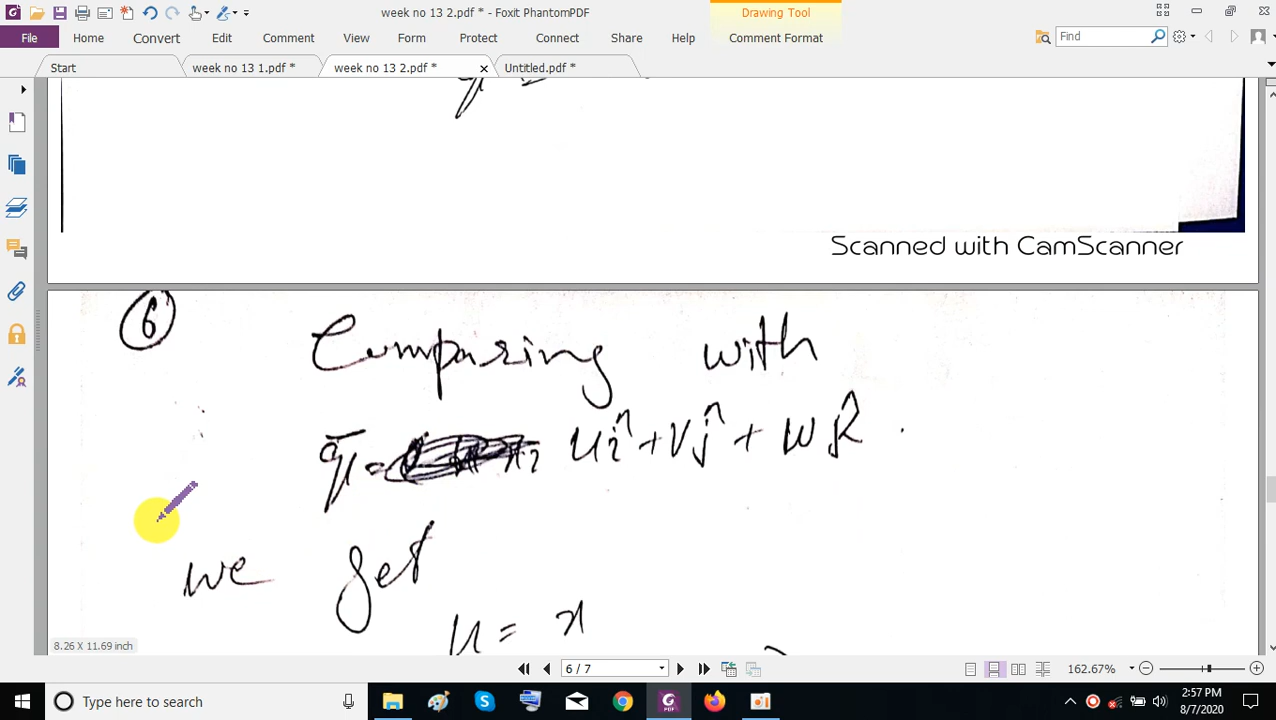 week no 13 2.pdf * - Foxit PhantomPDF
Drawing Tool
File Home Convert Edit Comment View Form Protect Connect Share Help Comment Format
Find
Start week no 13 1.pdf * week no 13 2.pdf * Untitled.pdf *
Scanned with CamScanner
6
Comparing with
q̄ = uî + vĵ + wk̂ .
we get
u = x
8.26 X 11.69 inch
6 / 7
162.67%
Type here to search
2:57 PM
8/7/2020